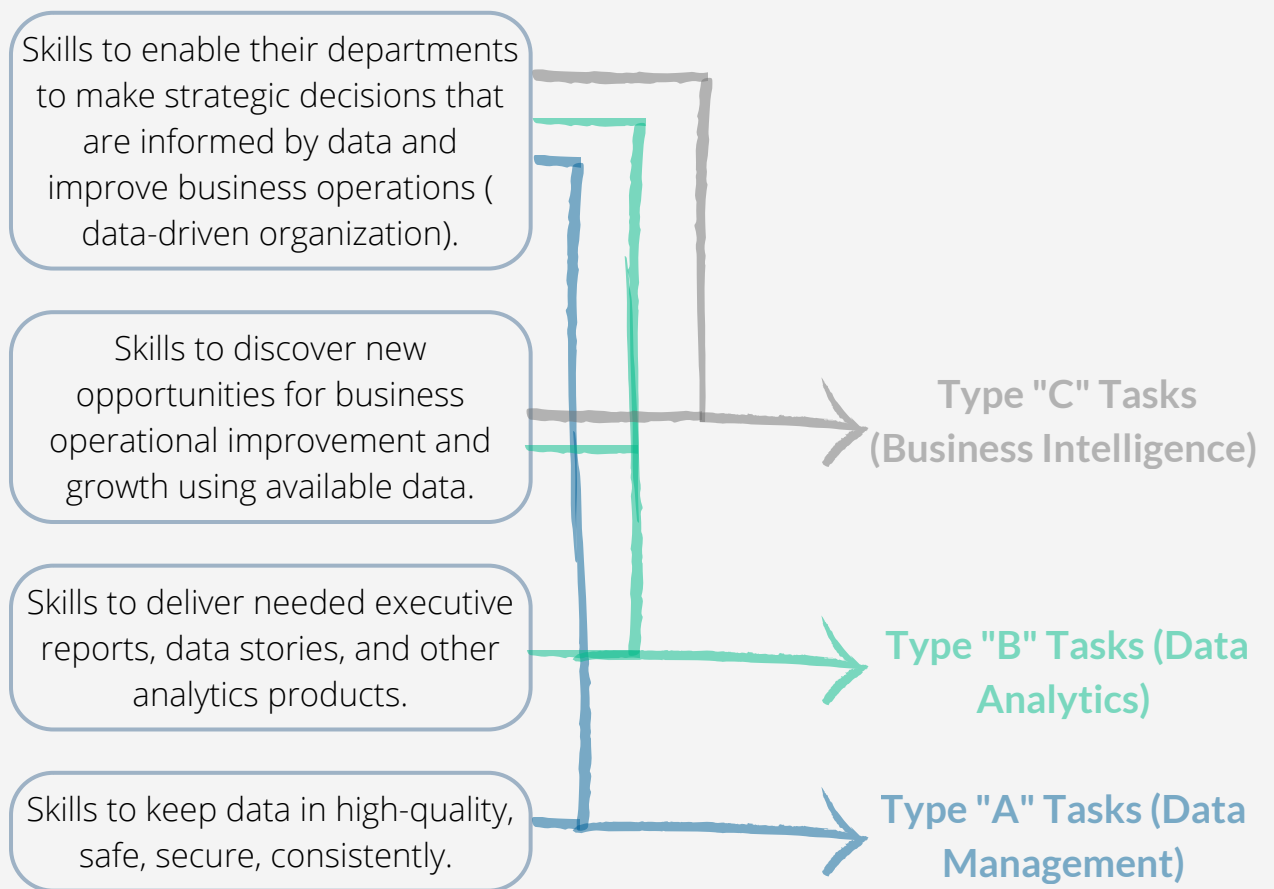 Skills to enable their departments
to make strategic decisions that
are informed by data and
improve business operations (
data-driven organization).
Skills to discover new
opportunities for business
operational improvement and
growth using available data.
Type "C" Tasks
(Business Intelligence)
Skills to deliver needed executive
reports, data stories, and other
analytics products.
Type "B" Tasks (Data
Analytics)
Skills to keep data in high-quality,
safe, secure, consistently.
Type "A" Tasks (Data
Management)